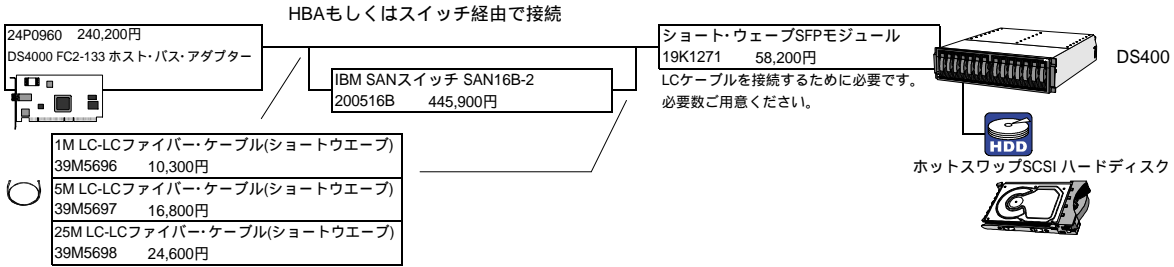 HBAもしくはスイッチ経由で接続
24P0960 240,200円
DS4000 FC2-133 ホスト・バス・アダプター
IBM SANスイッチ SAN16B-2
200516B 445,900円
ショート・ウェーブSFPモジュール
19K1271 58,200円
LCケーブルを接続するために必要です。
必要数ご用意ください。
DS400
HDD
ホットスワップSCSI ハードディスク
1M LC-LCファイバー・ケーブル(ショートウエーブ)
39M5696 10,300円
5M LC-LCファイバー・ケーブル(ショートウエーブ)
39M5697 16,800円
25M LC-LCファイバー・ケーブル(ショートウエーブ)
39M5698 24,600円